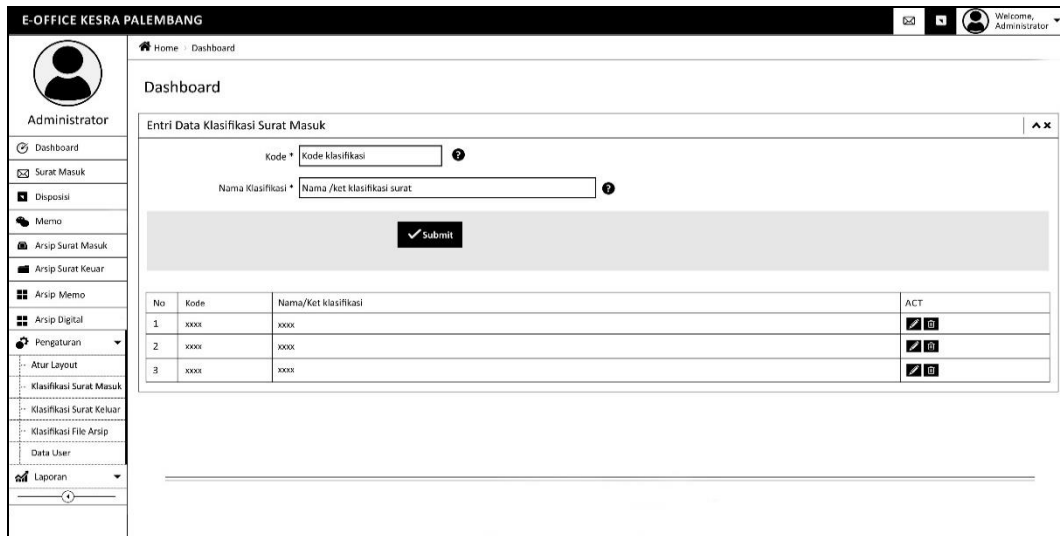 E-OFFICE KESRA PALEMBANG
Welcome,
Administrator
Home Dashboard
Administrator
Dashboard
Surat Masuk
Disposisi
Memo
Arsip Surat Masuk
Arsip Surat Keuar
Arsip Memo
Arsip Digital
Pengaturan
Atur Layout
Klasifikasi Surat Masuk
Klasifikasi Surat Keluar
Klasifikasi File Arsip
Data User
Laporan
Dashboard
Entri Data Klasifikasi Surat Masuk
Kode * Kode klasifikasi
Nama Klasifikasi * Nama /ket klasifikasi surat
Submit
No Kode Nama/Ket klasifikasi ACT
1 xxxx xxxx
2 xxxx xxxx
3 xxxx xxxx